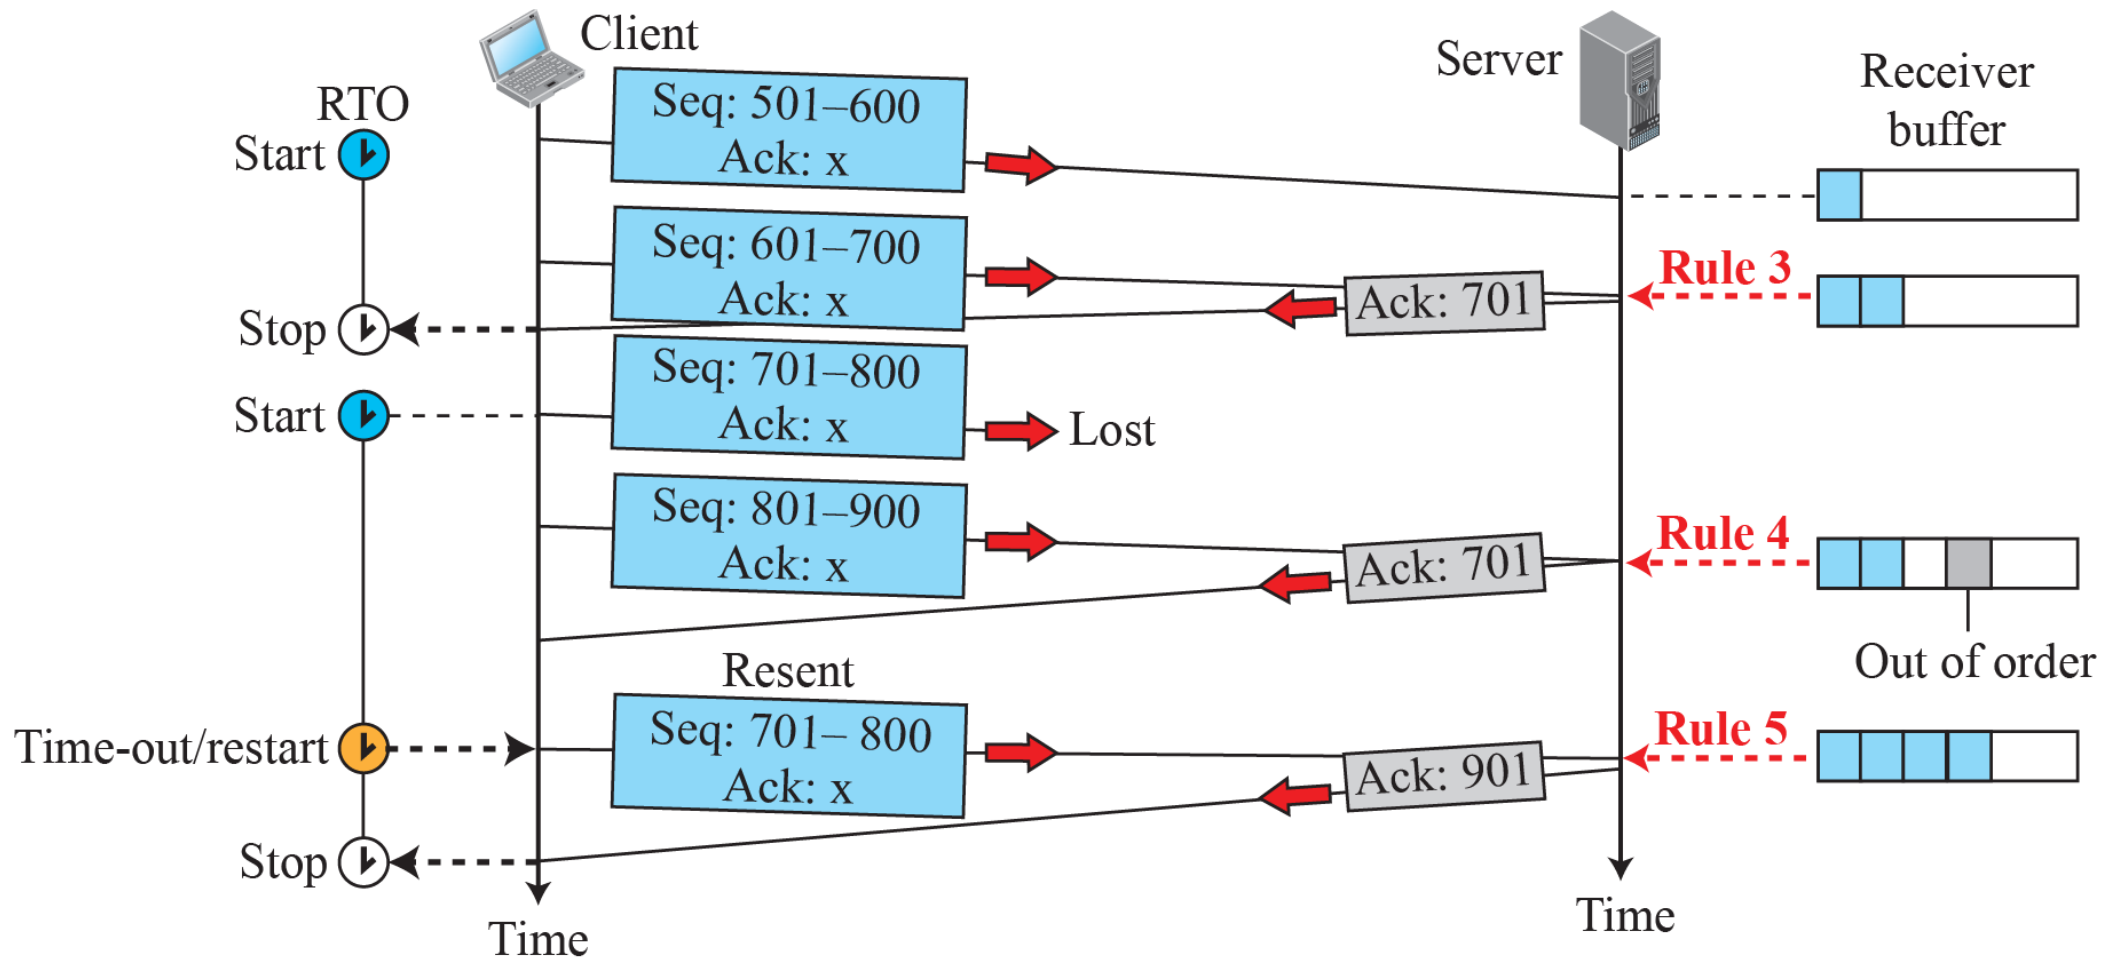 Client
Server
Receiver
buffer
RTO
Start
Seq: 501–600
Ack: x
Seq: 601–700
Ack: x
Rule 3
Ack: 701
Stop
Seq: 701–800
Ack: x
Start
Lost
Seq: 801–900
Ack: x
Rule 4
Ack: 701
Out of order
Resent
Time-out/restart
Seq: 701– 800
Ack: x
Rule 5
Ack: 901
Stop
Time
Time